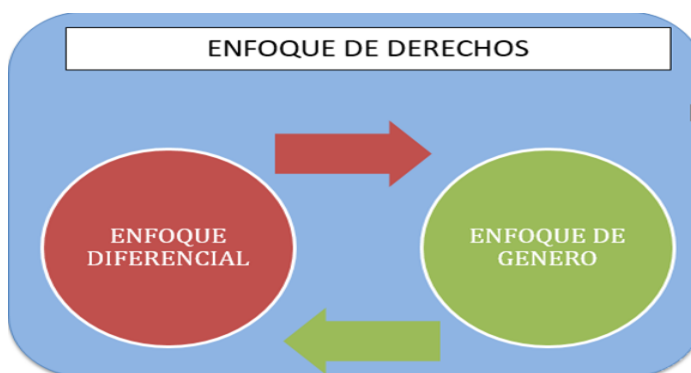 ENFOQUE DE DERECHOS
ENFOQUE
DIFERENCIAL
ENFOQUE DE
GENERO